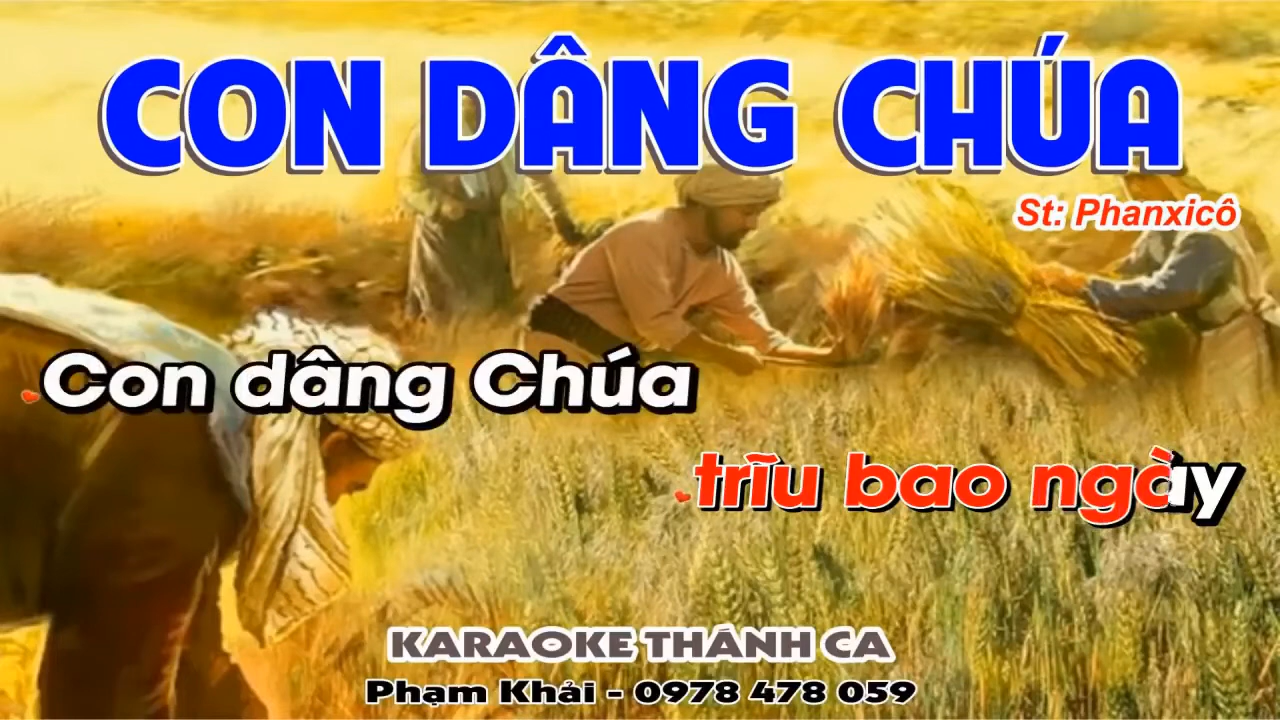 CON DÂNG CHÚA
St: Phanxicô
Con dâng Chúa
trĩu bao ngày
KARAOKE THÁNH CA
Phạm Khải - 0978 478 059